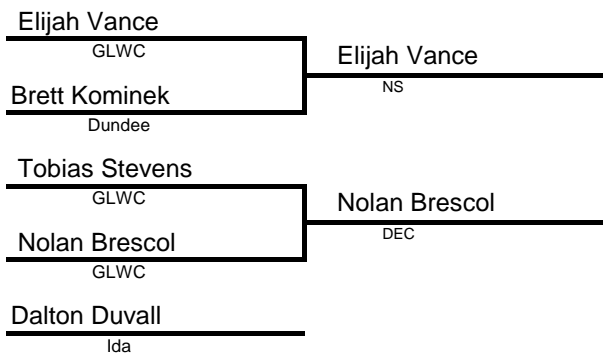 Elijah Vance
GLWC
Brett Kominek
Dundee
Elijah Vance
NS
Tobias Stevens
GLWC
Nolan Brescol
GLWC
Nolan Brescol
DEC
Dalton Duvall
Ida